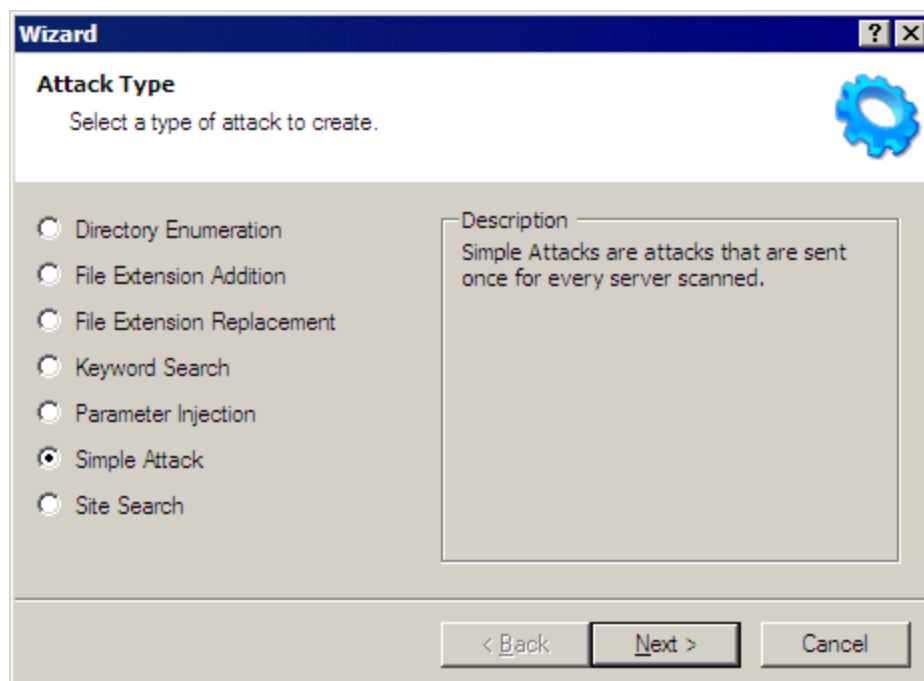 Wizard
Attack Type
Select a type of attack to create.
Directory Enumeration
File Extension Addition
File Extension Replacement
Keyword Search
Parameter Injection
Simple Attack
Site Search
Description
Simple Attacks are attacks that are sent
once for every server scanned.
< Back
Next >
Cancel